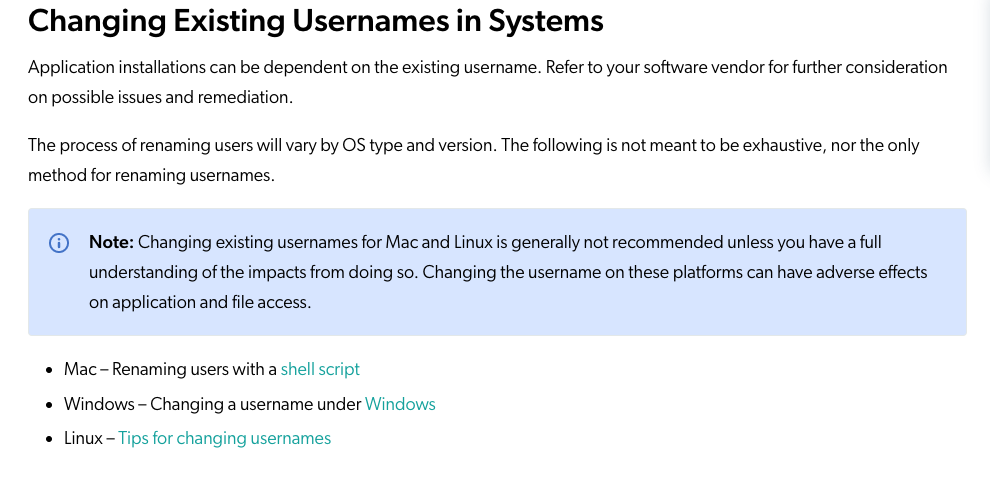 Changing Existing Usernames in Systems
Application installations can be dependent on the existing username. Refer to your software vendor for further consideration
on possible issues and remediation.
The process of renaming users will vary by OS type and version. The following is not meant to be exhaustive, nor the only
method for renaming usernames.
Note: Changing existing usernames for Mac and Linux is generally not recommended unless you have a full
understanding of the impacts from doing so. Changing the username on these platforms can have adverse effects
on application and file access.
• Mac – Renaming users with a shell script
• Windows – Changing a username under Windows
• Linux – Tips for changing usernames